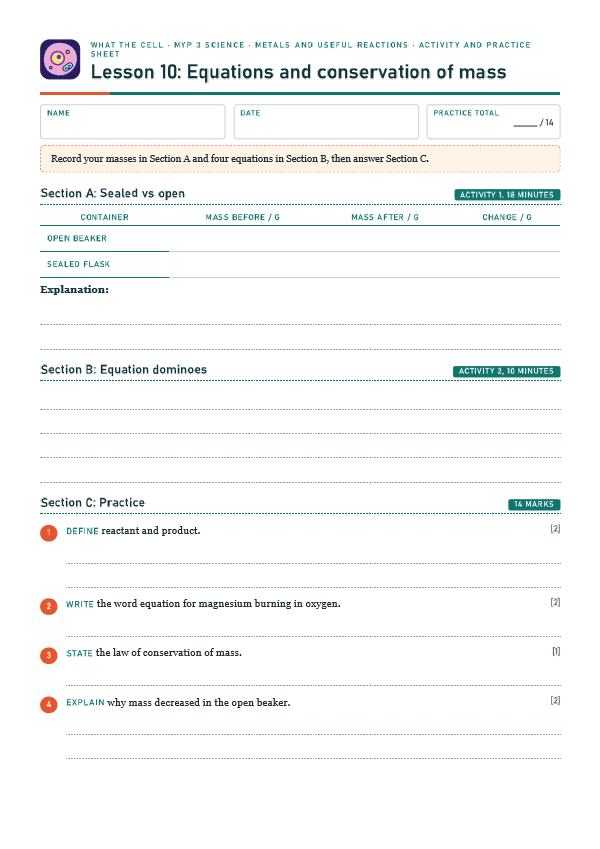 WHAT THE CELL · MYP 3 SCIENCE · METALS AND USEFUL REACTIONS · ACTIVITY AND PRACTICE
SHEET
Lesson 10: Equations and conservation of mass
NAME
DATE
PRACTICE TOTAL
_____ / 14
Record your masses in Section A and four equations in Section B, then answer Section C.
Section A: Sealed vs open
ACTIVITY 1, 18 MINUTES
CONTAINER MASS BEFORE / G MASS AFTER / G CHANGE / G
OPEN BEAKER
SEALED FLASK
Explanation:
Section B: Equation dominoes
ACTIVITY 2, 10 MINUTES
Section C: Practice
14 MARKS
1 DEFINE reactant and product. [2]
2 WRITE the word equation for magnesium burning in oxygen. [2]
3 STATE the law of conservation of mass. [1]
4 EXPLAIN why mass decreased in the open beaker. [2]